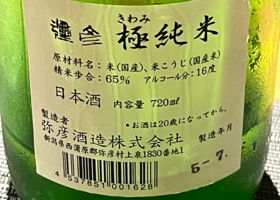 彌彦
きわみ
極純米
原材料名：米(国産)、米こうじ(国産米)
精米歩合：65% アルコール分：16度
日本酒 内容量 720mℓ
•お酒は20歳になってから。
製造者
弥彦酒造株式会社
新潟県西蒲原郡弥彦村上泉1830番地1
製造年月
5-7.
4 537851 001628